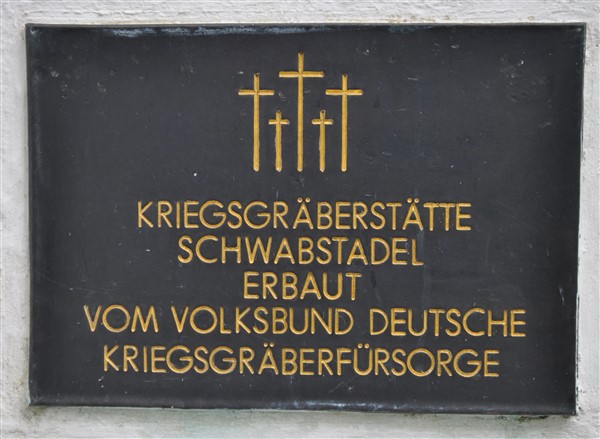 KRIEGSGRÄBERSTÄTTE
SCHWABSTADEL
ERBAUT
VOM VOLKSBUND DEUTSCHE
KRIEGSGRÄBERFÜRSORGE